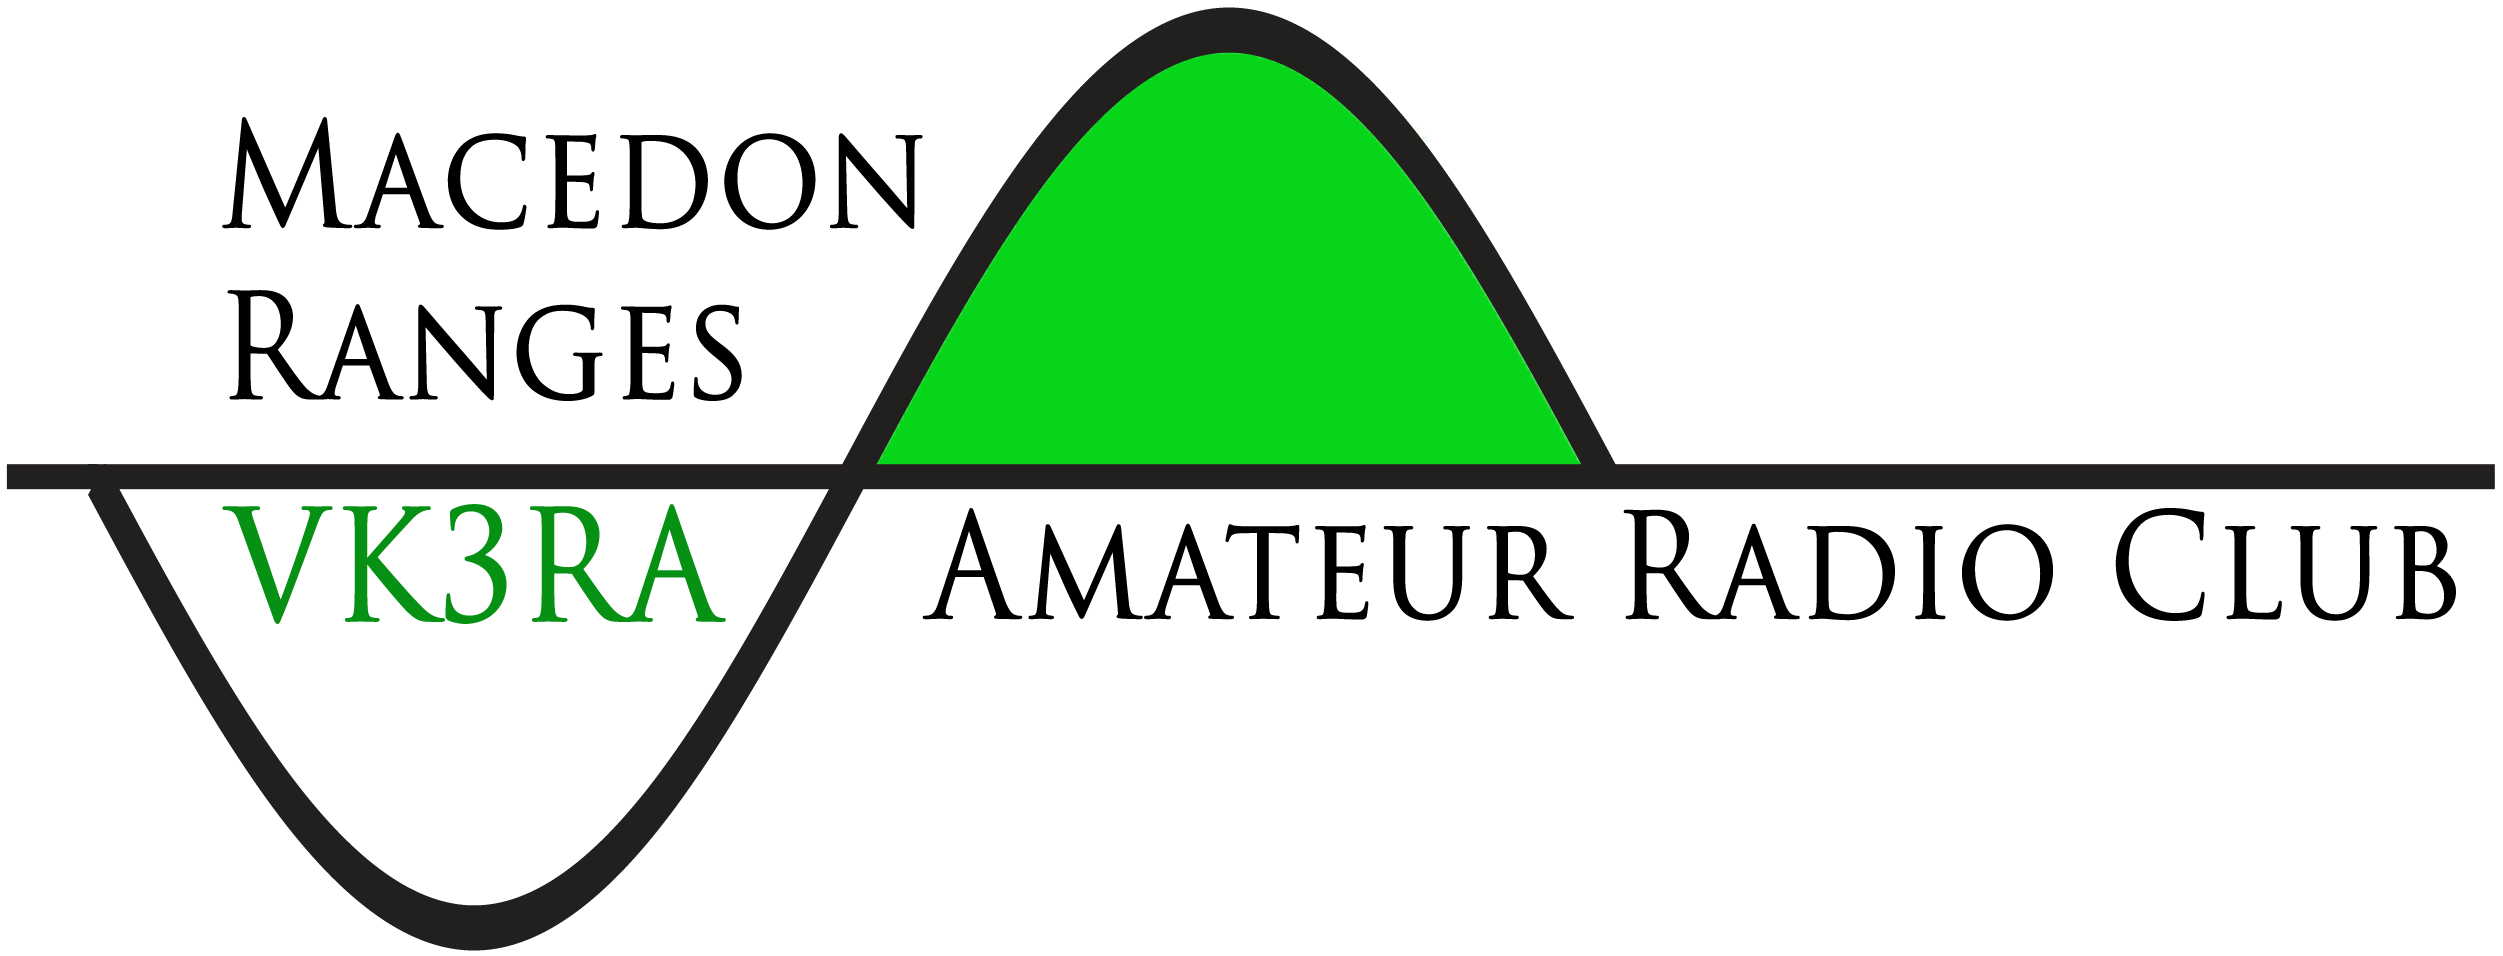 Macedon
Ranges
VK3RA
Amateur Radio Club